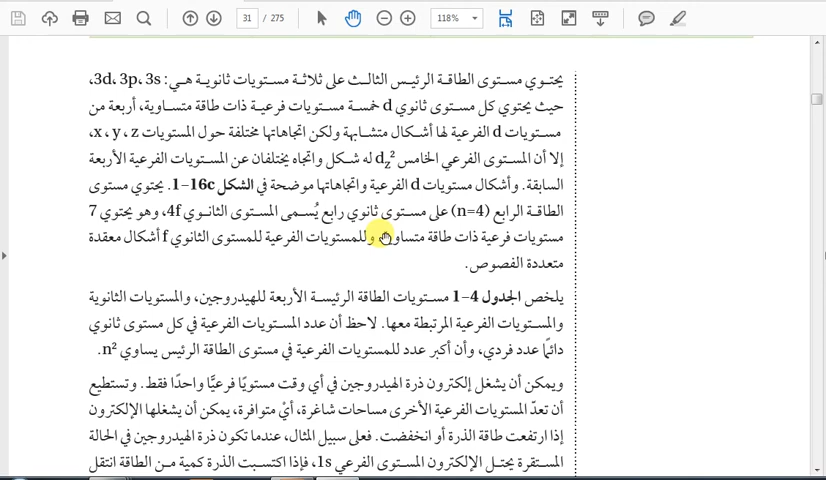 31 / 275
118%
يحتوي مستوى الطاقة الرئيس الثالث على ثلاثة مستويات ثانوية هي: 3d، 3p، 3s،
حيث يحتوي كل مستوى ثانوي d خمسة مستويات فرعية ذات طاقة متساوية، أربعة من
مستويات d الفرعية لها أشكال متشابهة ولكن اتجاهاتها مختلفة حول المستويات x ، y ، z،
إلا أن المستوى الفرعي الخامس dz² له شكل واتجاه يختلفان عن المستويات الفرعية الأربعة
السابقة. وأشكال مستويات d الفرعية واتجاهاتها موضحة في الشكل 1–16c. يحتوي مستوى
الطاقة الرابع (n=4) على مستوى ثانوي رابع يُسمى المستوى الثانوي 4f، وهو يحتوي 7
مستويات فرعية ذات طاقة وللمستويات الفرعية للمستوى الثانوي f أشكال معقدة
متعددة الفصوص.
يلخص الجدول 4–1 مستويات الطاقة الرئيسة الأربعة للهيدروجين، والمستويات الثانوية
والمستويات الفرعية المرتبطة معها. لاحظ أن عدد المستويات الفرعية في كل مستوى ثانوي
دائمًا عدد فردي، وأن أكبر عدد للمستويات الفرعية في مستوى الطاقة الرئيس يساوي n².
ويمكن أن يشغل إلكترون ذرة الهيدروجين في أي وقت مستويًا فرعيًّا واحدًا فقط. وتستطيع
أن تعدّ المستويات الفرعية الأخرى مساحات شاغرة، أيْ متوافرة، يمكن أن يشغلها الإلكترون
إذا ارتفعت طاقة الذرة أو انخفضت. فعلى سبيل المثال، عندما تكون ذرة الهيدروجين في الحالة
المستقرة يحتل الإلكترون المستوى الفرعي 1s، فإذا اكتسبت الذرة كمية من الطاقة انتقل